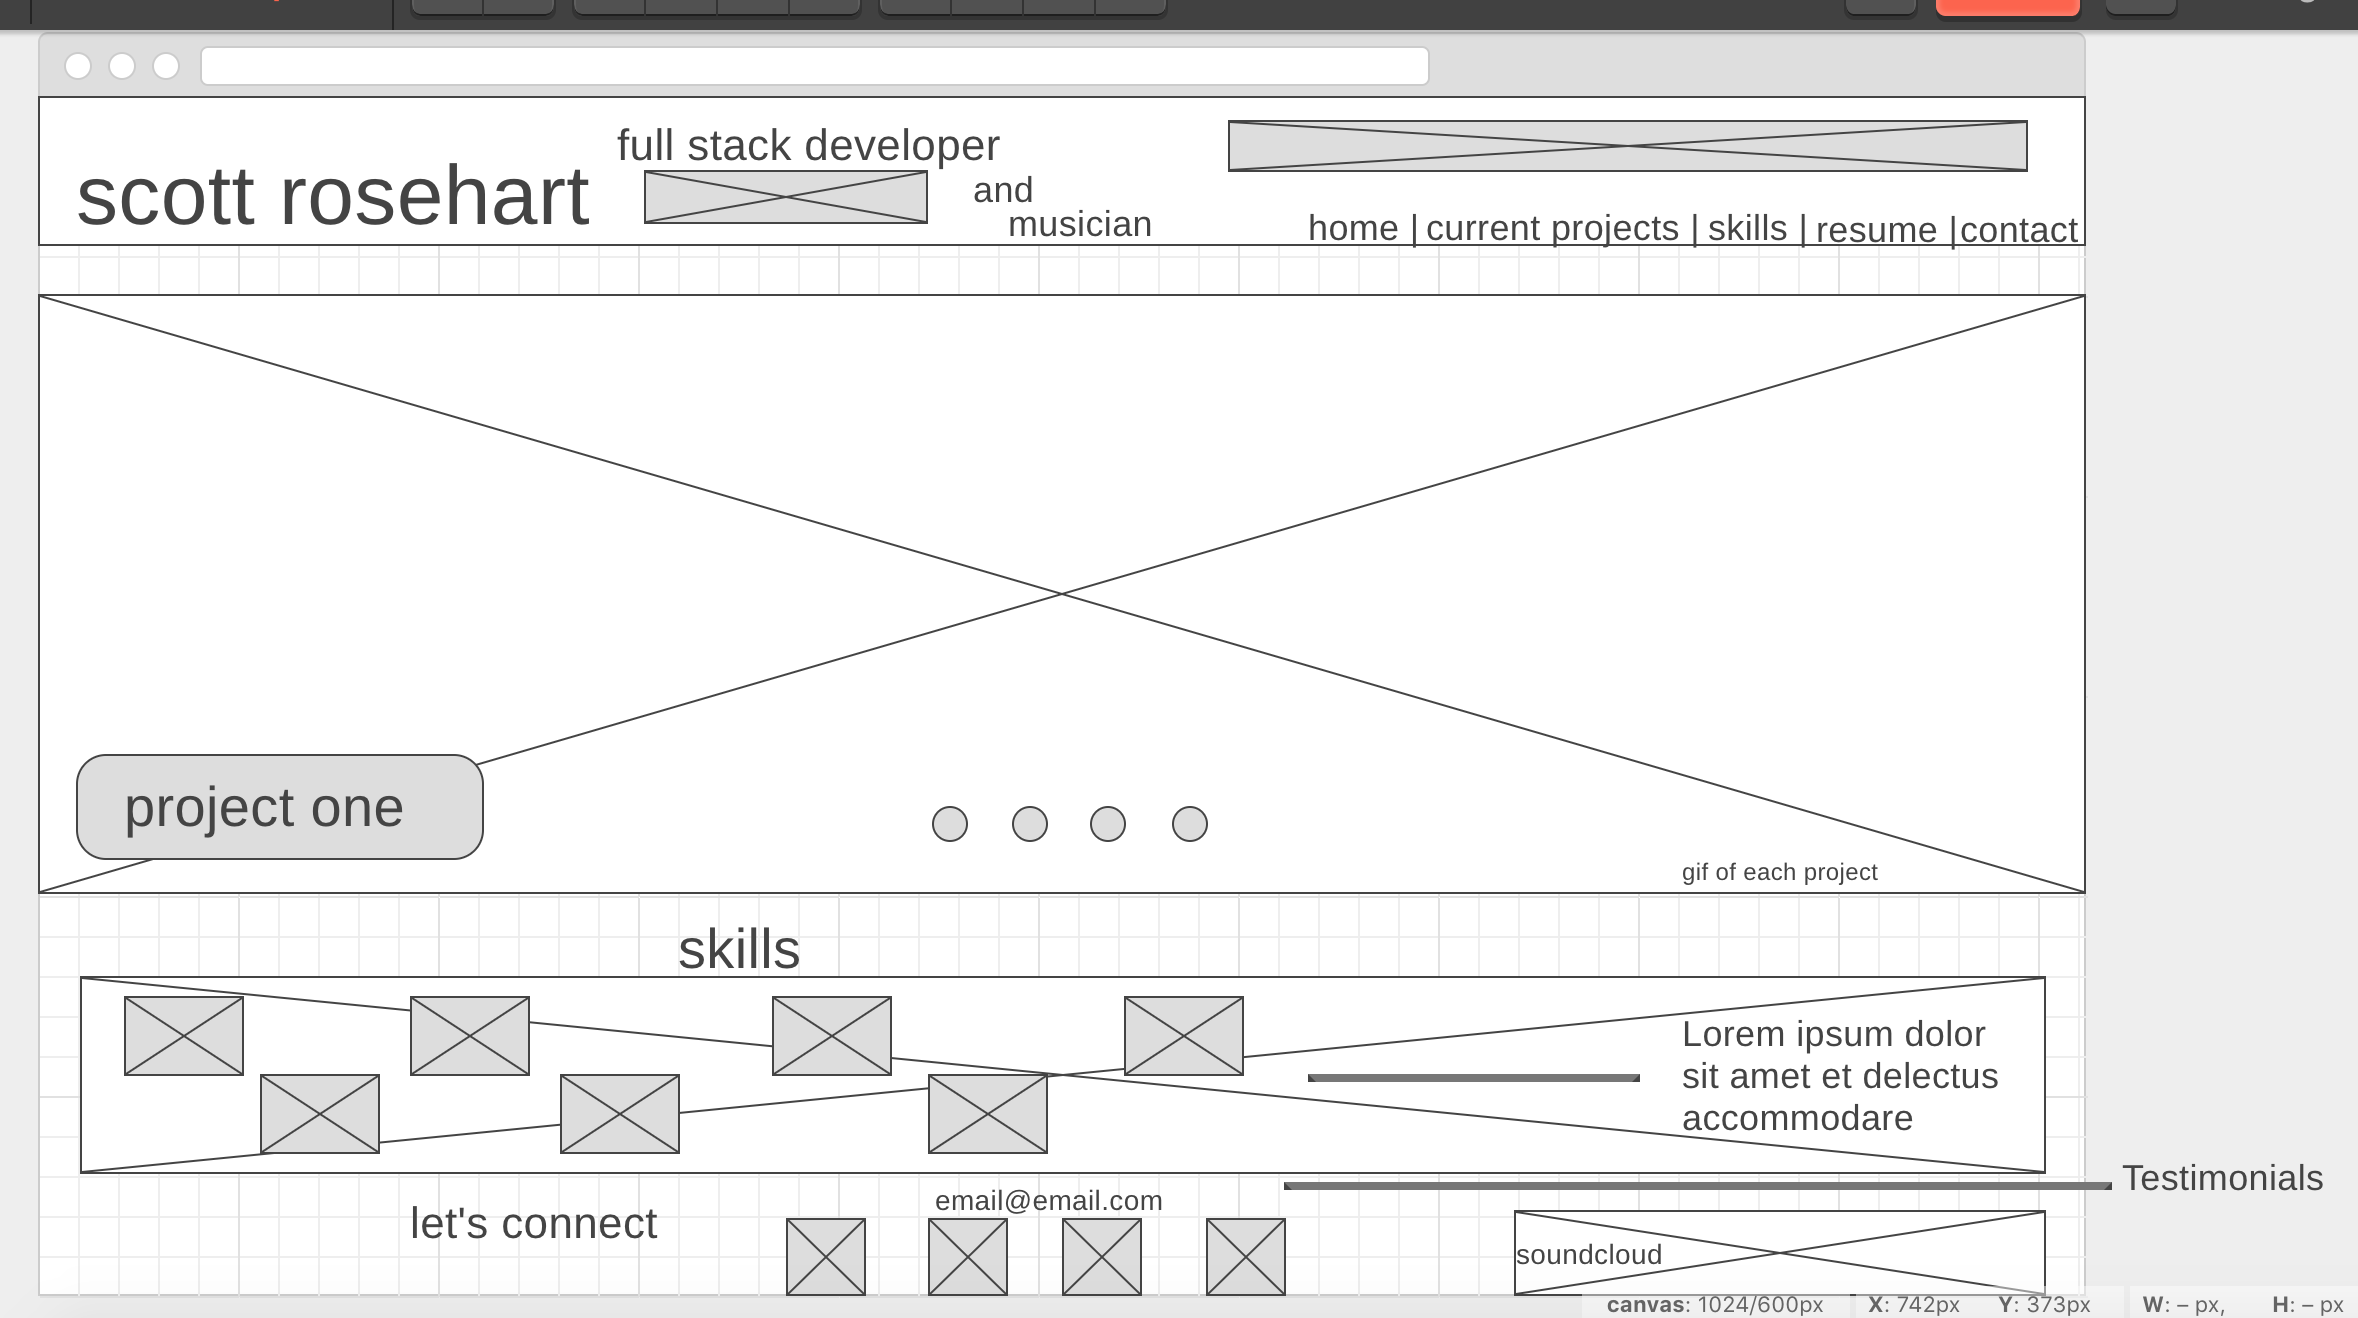 scott rosehart
full stack developer
and
musician
home | current projects | skills | resume | contact
project one
gif of each project
skills
Lorem ipsum dolor
sit amet et delectus
accommodare
Testimonials
let's connect
email@email.com
soundcloud
canvas: 1024/600px X: 742px Y: 373px W: – px, H: – px